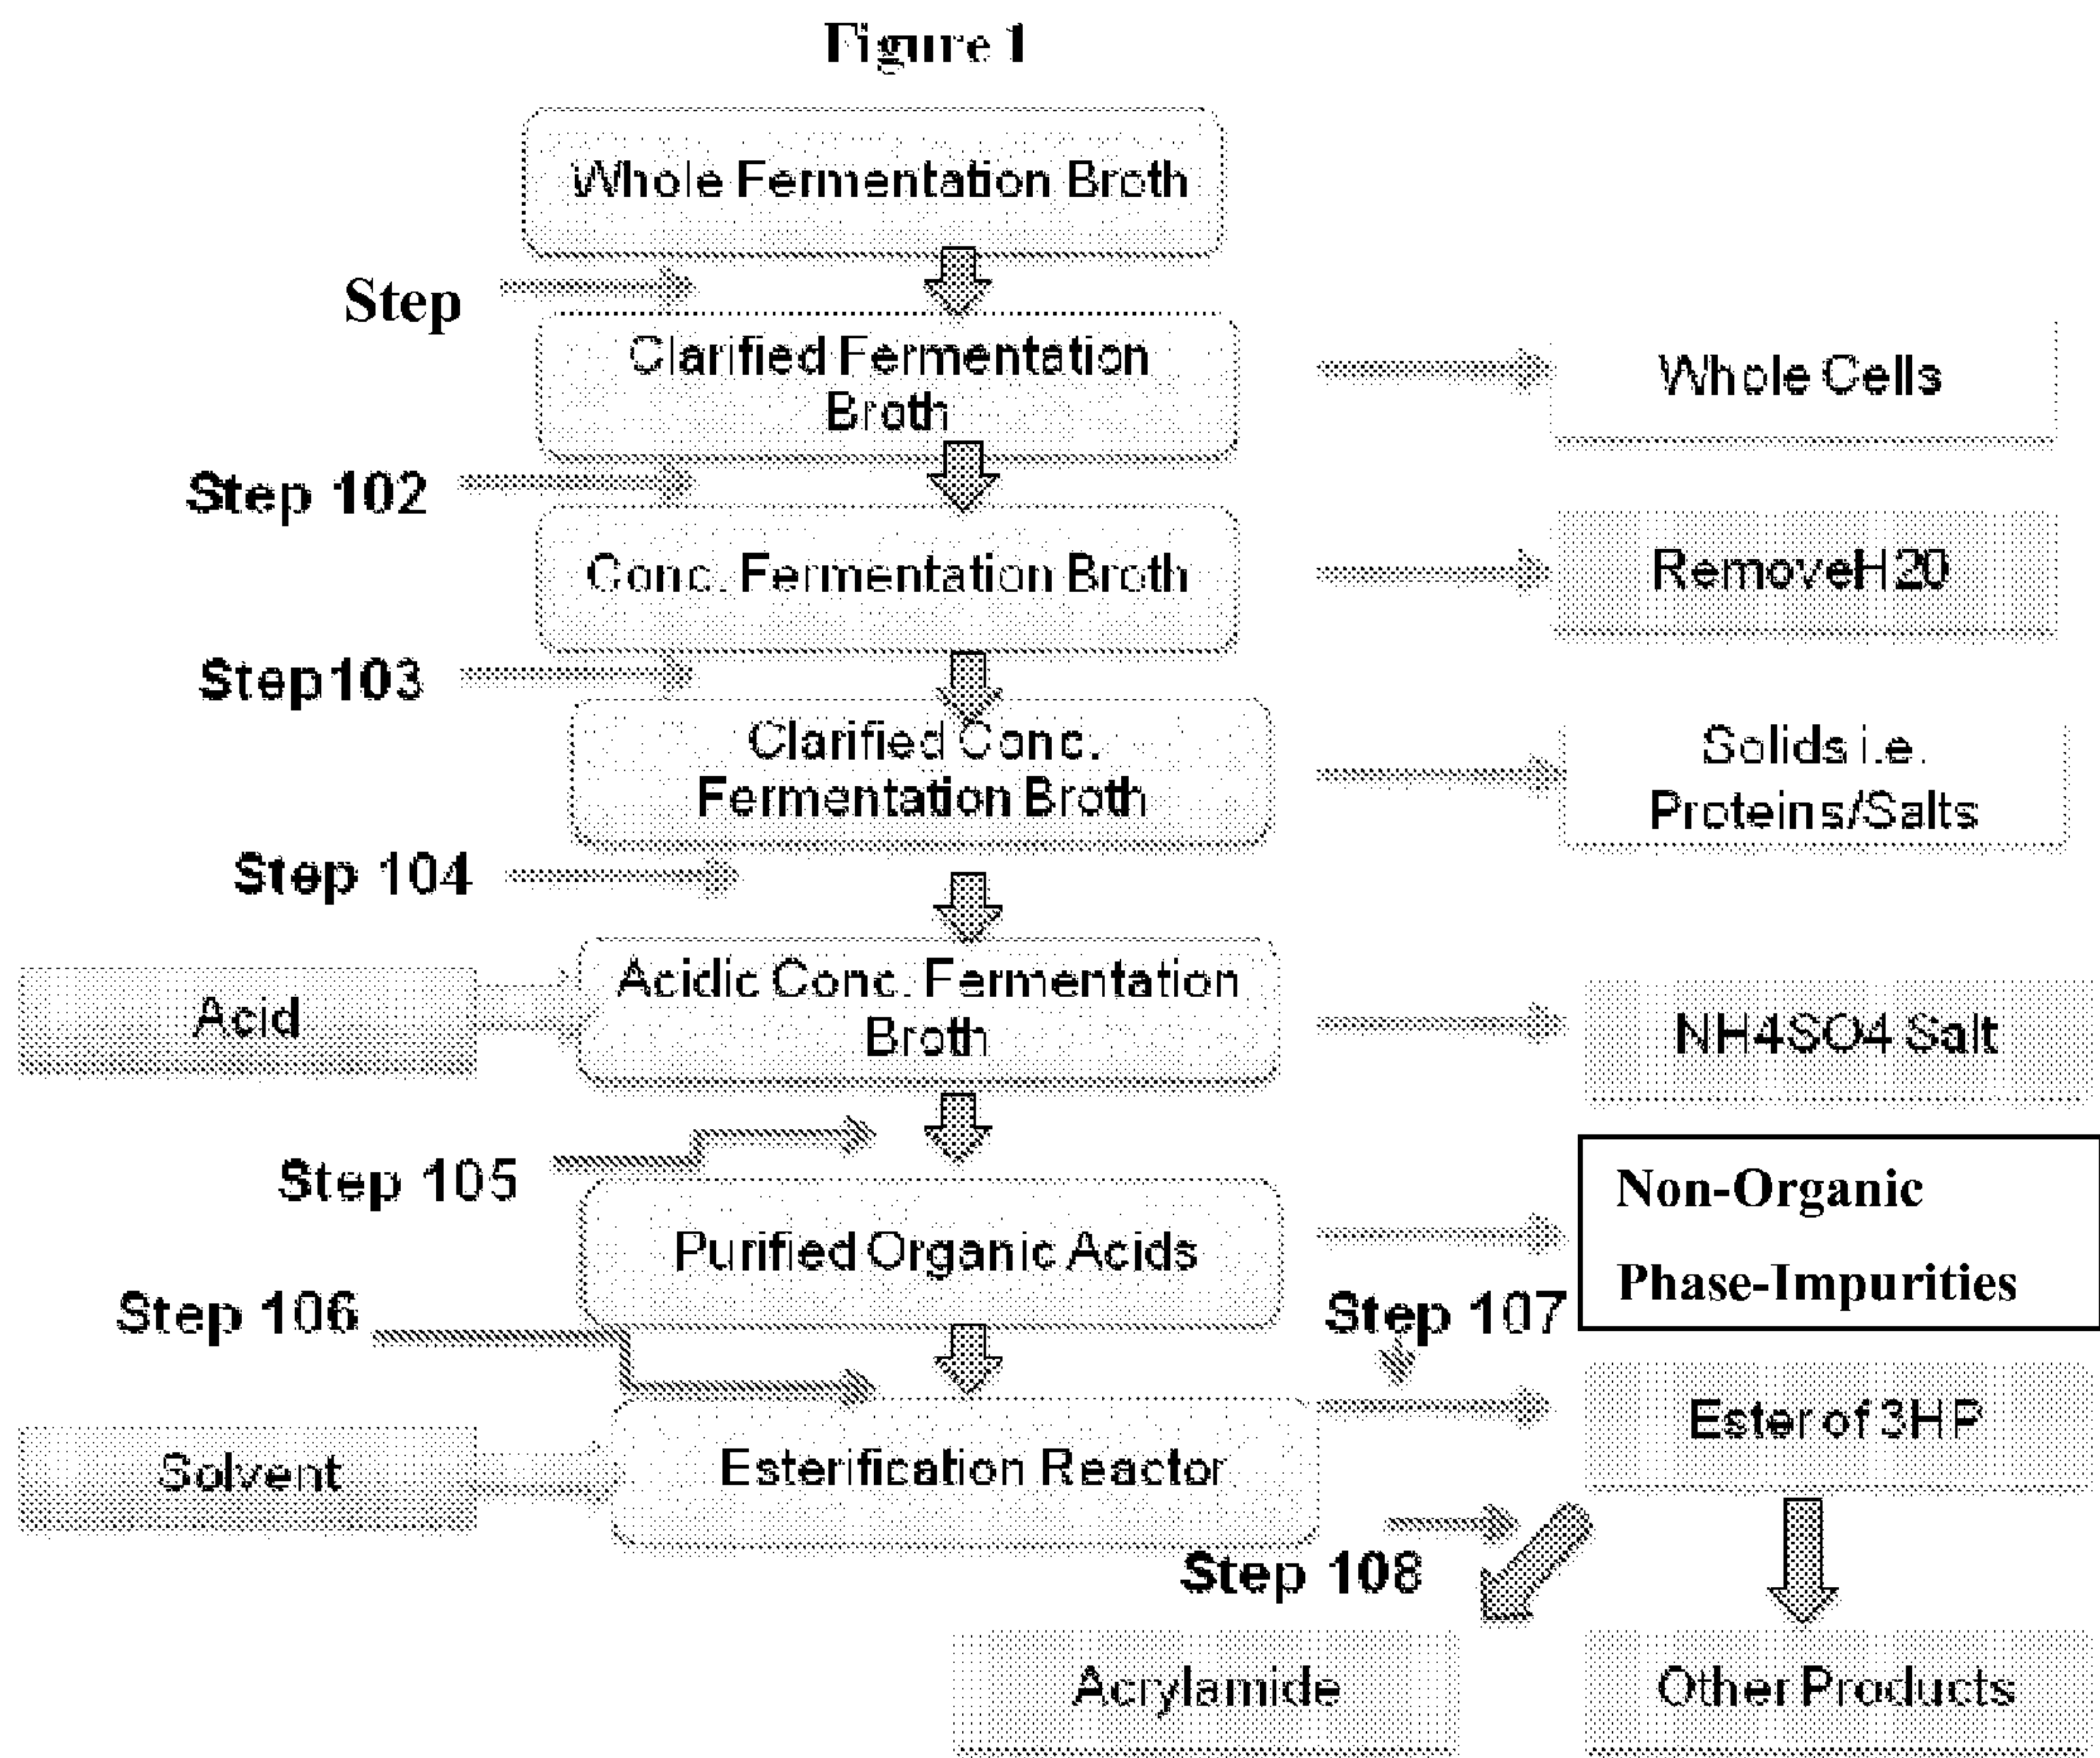 Figure 1
Whole Fermentation Broth
Step
Clarified Fermentation
Broth
Whole Cells
Step 102
Conc. Fermentation Broth
RemoveH20
Step103
Clarified Conc.
Fermentation Broth
Solids i.e.
Proteins/Salts
Step 104
Acid
Acidic Conc. Fermentation
Broth
NH4SO4 Salt
Step 105
Purified Organic Acids
Non-Organic
Phase-Impurities
Step 106
Step 107
Solvent
Esterification Reactor
Ester of 3HP
Step 108
Acrylamide
Other Products